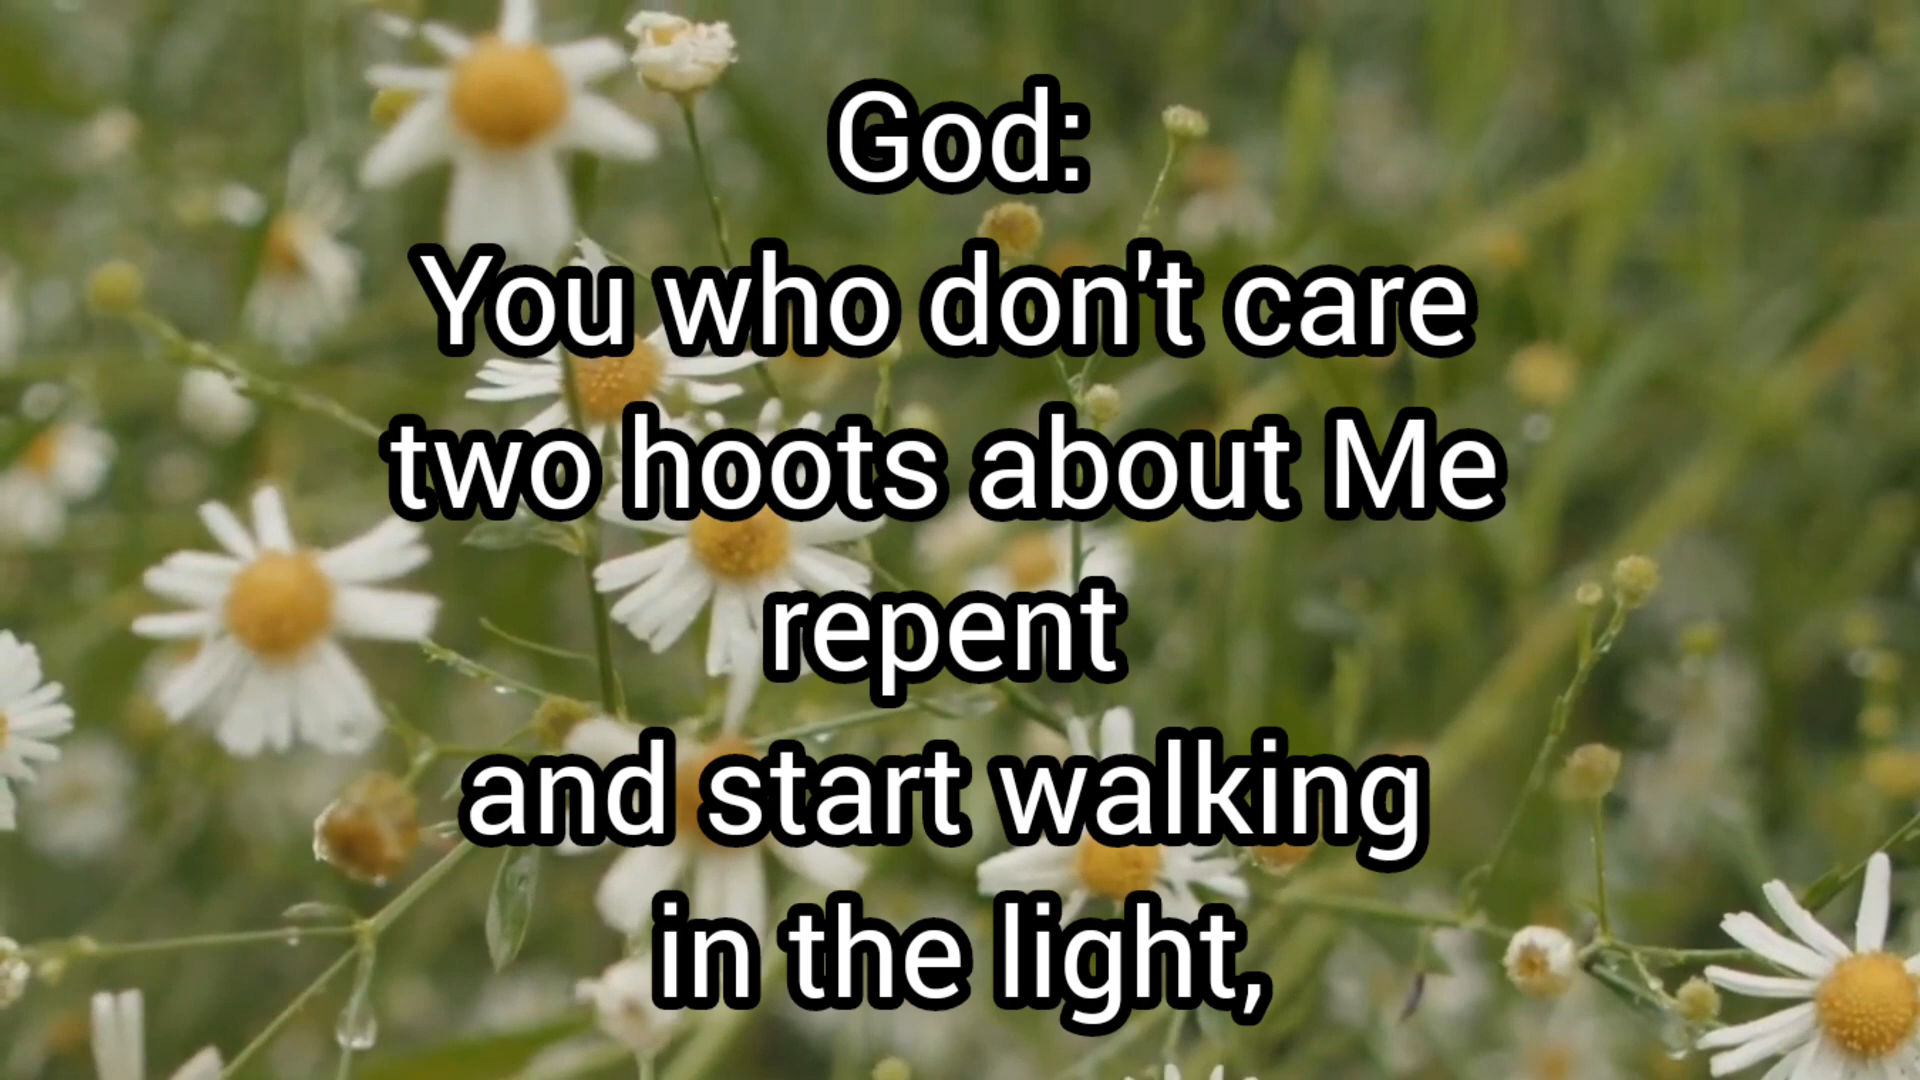 God:
You who don't care
two hoots about Me
repent
and start walking
in the light,